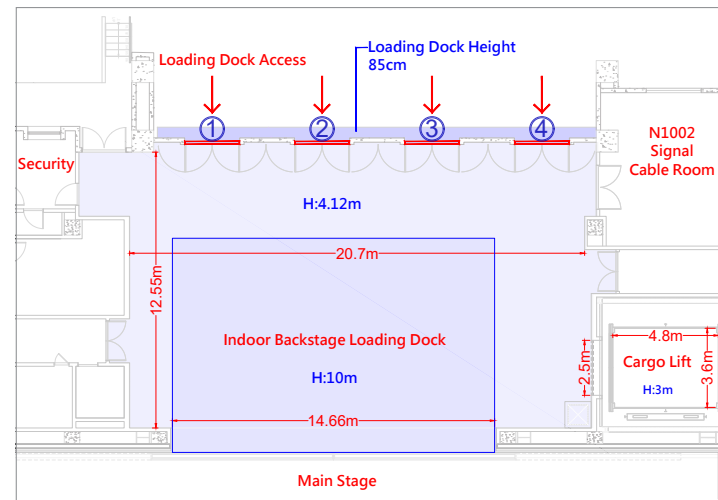 Loading Dock Height
85cm
Loading Dock Access
1
2
3
4
N1002
Signal
Cable Room
Security
H:4.12m
20.7m
12.55m
Indoor Backstage Loading Dock
H:10m
14.66m
2.5m
4.8m
3.6m
Cargo Lift
H:3m
Main Stage